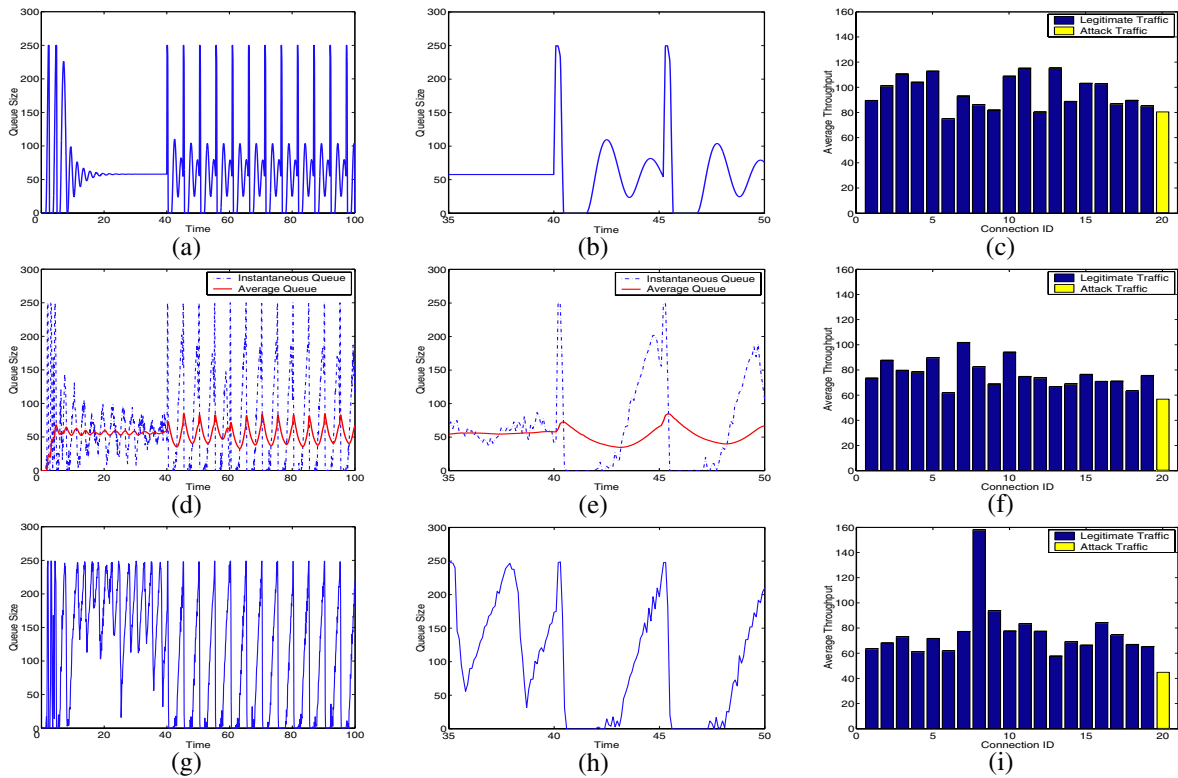 300
250
200
150
100
50
0
Queue Size
0 20 40 60 80 100
Time
(a)
300
250
200
150
100
50
0
Queue Size
35 40 45 50
Time
(b)
160
140
120
100
80
60
40
20
0
Average Throughput
Legitimate Traffic
Attack Traffic
0 5 10 15 20
Connection ID
(c)
300
250
200
150
100
50
0
Queue Size
Instantaneous Queue
Average Queue
0 20 40 60 80 100
Time
(d)
300
250
200
150
100
50
0
Queue Size
Instantaneous Queue
Average Queue
35 40 45 50
Time
(e)
160
140
120
100
80
60
40
20
0
Average Throughput
Legitimate Traffic
Attack Traffic
0 5 10 15 20
Connection ID
(f)
300
250
200
150
100
50
0
Queue Size
0 20 40 60 80 100
Time
(g)
300
250
200
150
100
50
0
Queue Size
35 40 45 50
Time
(h)
160
140
120
100
80
60
40
20
0
Average Throughput
Legitimate Traffic
Attack Traffic
0 5 10 15 20
Connection ID
(i)